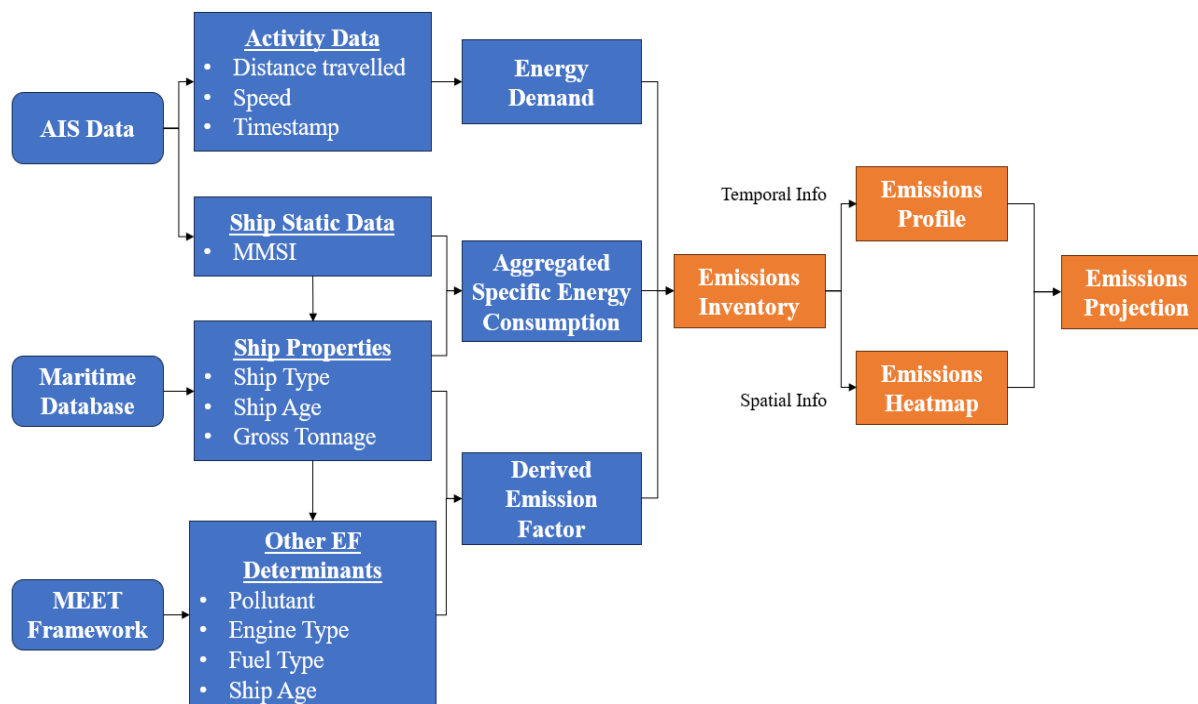 AIS Data
Activity Data
• Distance travelled
• Speed
• Timestamp
Energy
Demand
Ship Static Data
• MMSI
Aggregated
Specific Energy
Consumption
Maritime
Database
Ship Properties
• Ship Type
• Ship Age
• Gross Tonnage
Derived
Emission
Factor
MEET
Framework
Other EF
Determinants
• Pollutant
• Engine Type
• Fuel Type
• Ship Age
Emissions
Inventory
Temporal Info
Emissions
Profile
Spatial Info
Emissions
Heatmap
Emissions
Projection